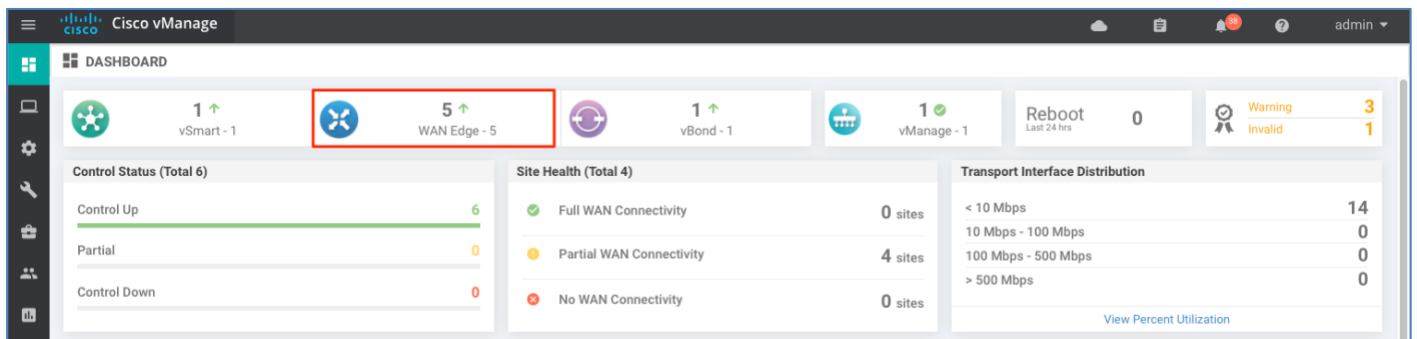 cisco Cisco vManage 38 admin
DASHBOARD
1 5 1 1 Reboot 0 Warning 3
vSmart - 1 WAN Edge - 5 vBond - 1 vManage - 1 Last 24 hrs Invalid 1
Control Status (Total 6)
Control Up 6
Partial 0
Control Down 0
Site Health (Total 4)
Full WAN Connectivity 0 sites
Partial WAN Connectivity 4 sites
No WAN Connectivity 0 sites
Transport Interface Distribution
< 10 Mbps 14
10 Mbps - 100 Mbps 0
100 Mbps - 500 Mbps 0
> 500 Mbps 0
View Percent Utilization